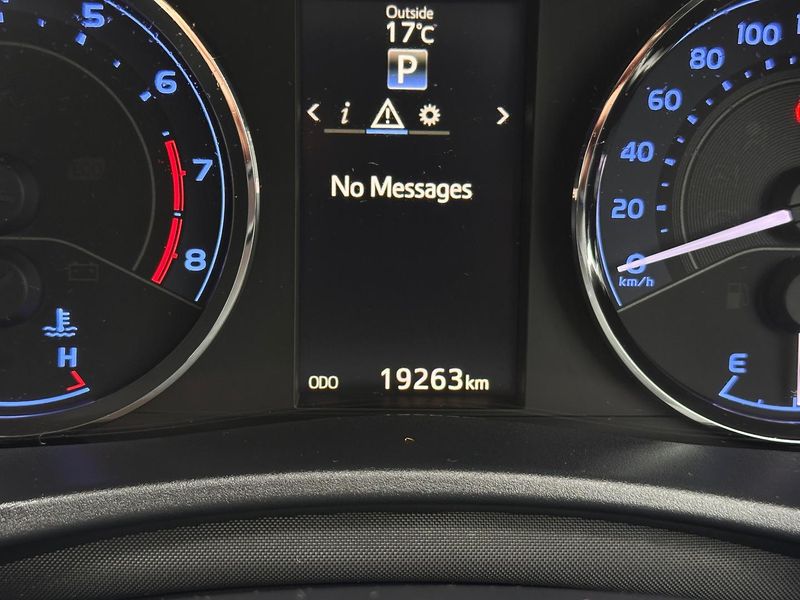 Outside
17°C
P
i
No Messages
ODO 19263km
5
6
7
8
H
100
80
60
40
20
0
km/h
E